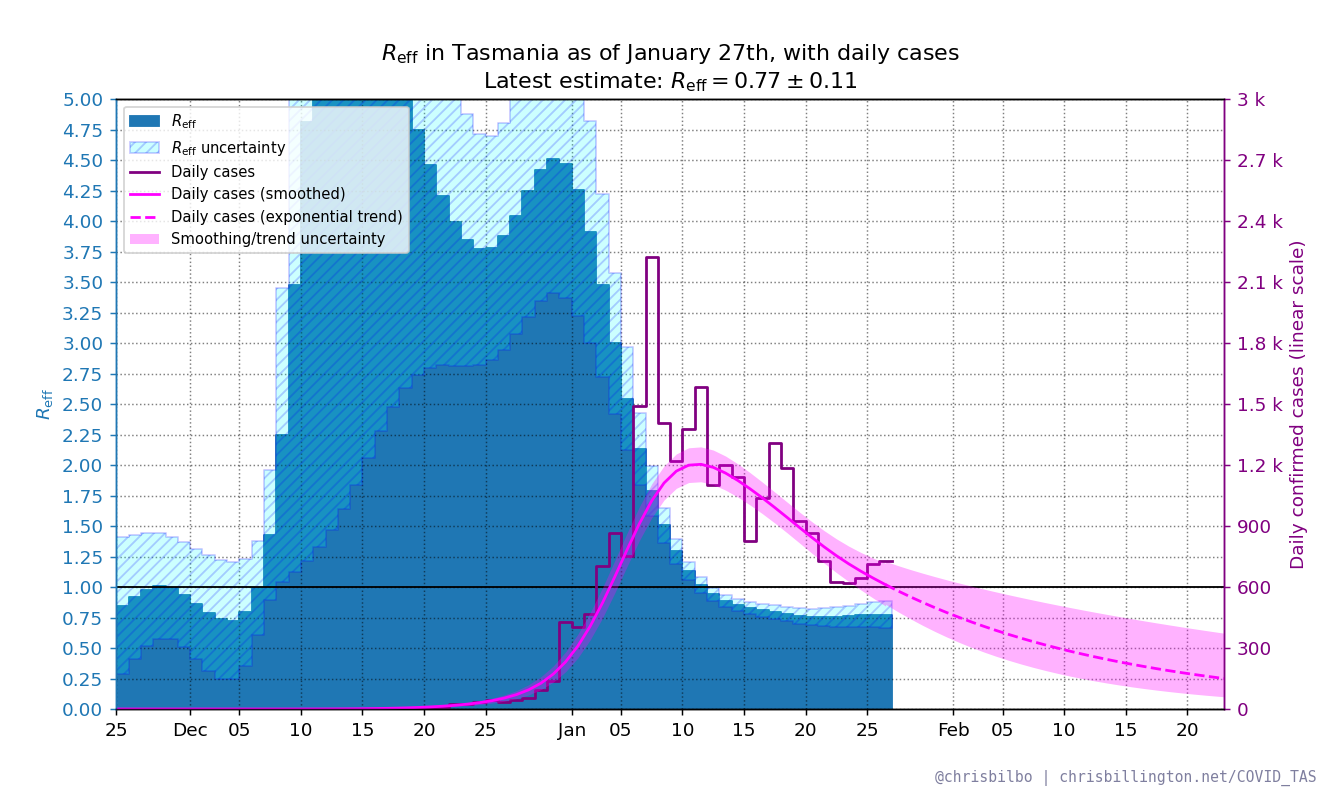 R_eff in Tasmania as of January 27th, with daily cases
Latest estimate: R_eff = 0.77 ± 0.11
R_eff
R_eff uncertainty
Daily cases
Daily cases (smoothed)
Daily cases (exponential trend)
Smoothing/trend uncertainty
5.00
4.75
4.50
4.25
4.00
3.75
3.50
3.25
3.00
2.75
2.50
2.25
2.00
1.75
1.50
1.25
1.00
0.75
0.50
0.25
0.00
R_eff
3 k
2.7 k
2.4 k
2.1 k
1.8 k
1.5 k
1.2 k
900
600
300
0
Daily confirmed cases (linear scale)
25 Dec 05 10 15 20 25 Jan 05 10 15 20 25 Feb 05 10 15 20
@chrisbilbo | chrisbillington.net/COVID_TAS